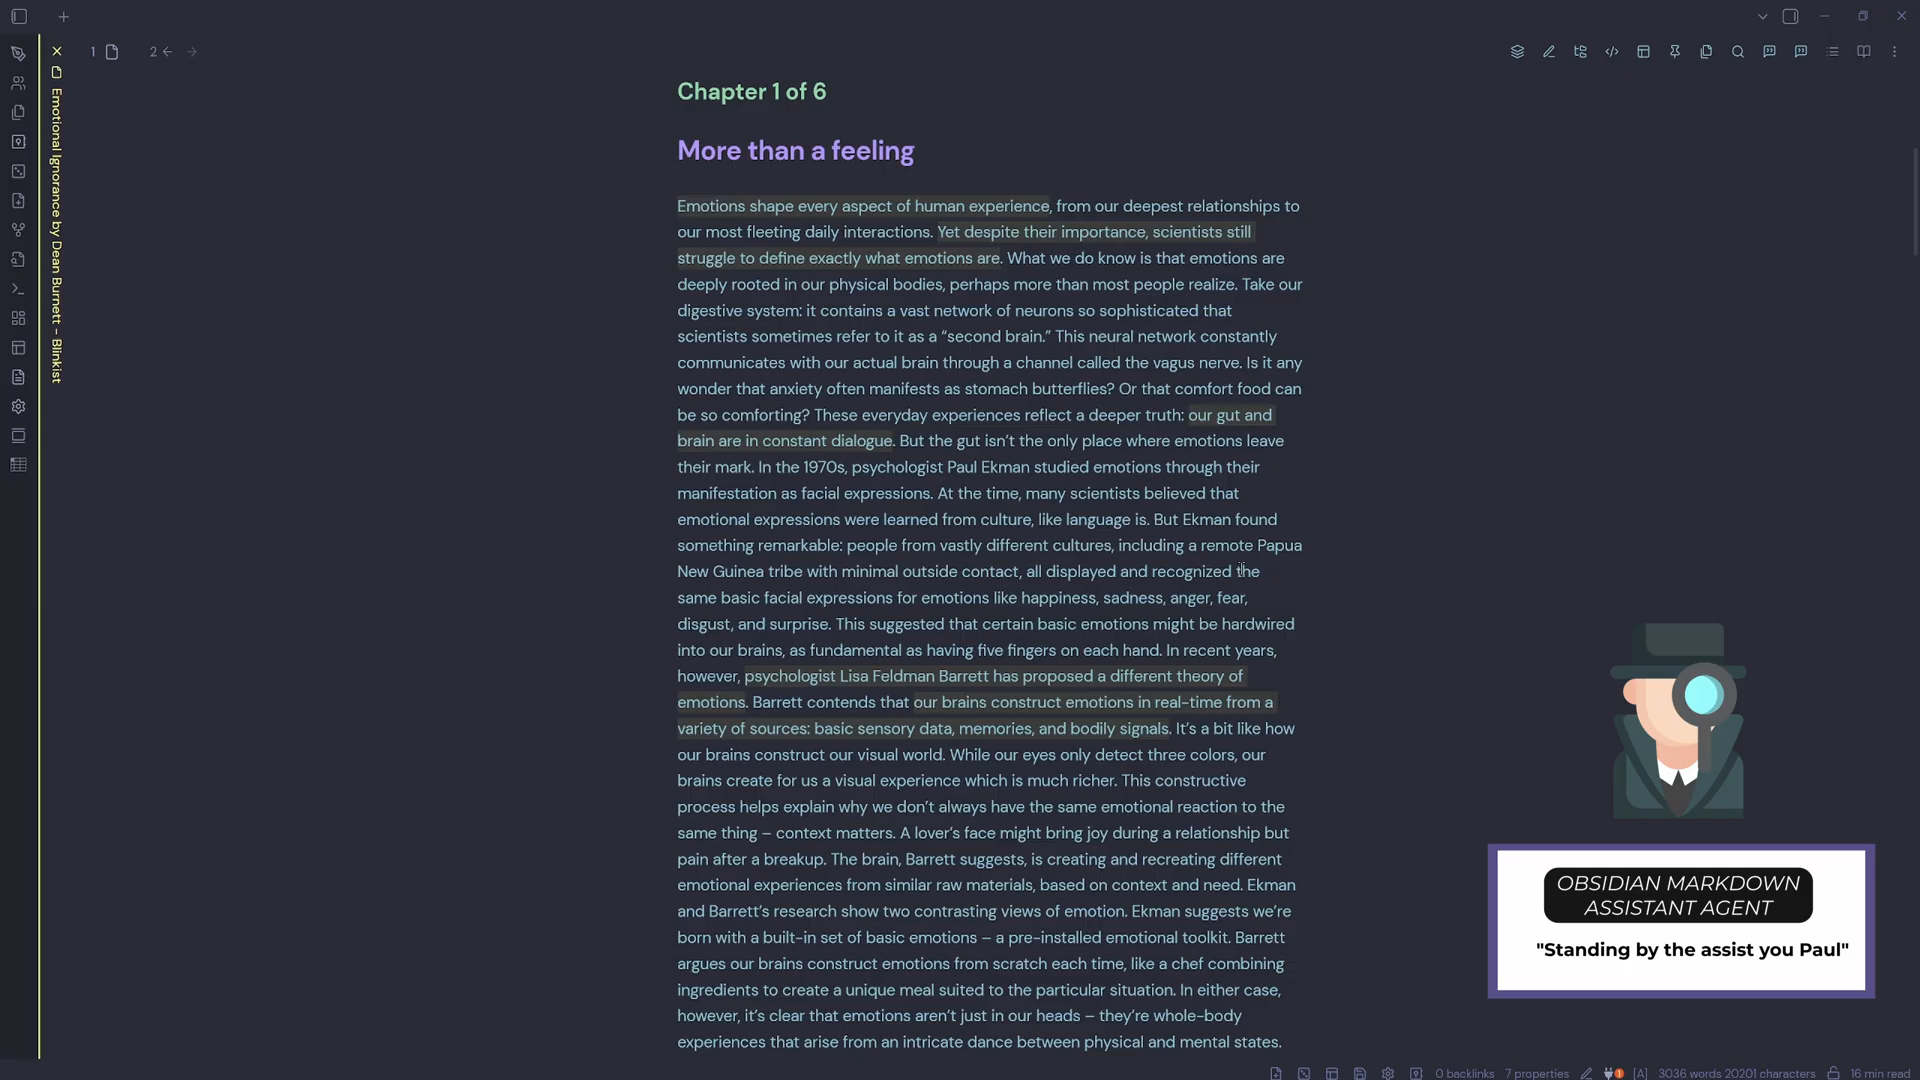 1
2
Emotional Ignorance by Dean Burnett - Blinkist
Chapter 1 of 6
More than a feeling
Emotions shape every aspect of human experience, from our deepest relationships to
our most fleeting daily interactions. Yet despite their importance, scientists still
struggle to define exactly what emotions are. What we do know is that emotions are
deeply rooted in our physical bodies, perhaps more than most people realize. Take our
digestive system: it contains a vast network of neurons so sophisticated that
scientists sometimes refer to it as a “second brain.” This neural network constantly
communicates with our actual brain through a channel called the vagus nerve. Is it any
wonder that anxiety often manifests as stomach butterflies? Or that comfort food can
be so comforting? These everyday experiences reflect a deeper truth: our gut and
brain are in constant dialogue. But the gut isn’t the only place where emotions leave
their mark. In the 1970s, psychologist Paul Ekman studied emotions through their
manifestation as facial expressions. At the time, many scientists believed that
emotional expressions were learned from culture, like language is. But Ekman found
something remarkable: people from vastly different cultures, including a remote Papua
New Guinea tribe with minimal outside contact, all displayed and recognized the
same basic facial expressions for emotions like happiness, sadness, anger, fear,
disgust, and surprise. This suggested that certain basic emotions might be hardwired
into our brains, as fundamental as having five fingers on each hand. In recent years,
however, psychologist Lisa Feldman Barrett has proposed a different theory of
emotions. Barrett contends that our brains construct emotions in real-time from a
variety of sources: basic sensory data, memories, and bodily signals. It’s a bit like how
our brains construct our visual world. While our eyes only detect three colors, our
brains create for us a visual experience which is much richer. This constructive
process helps explain why we don’t always have the same emotional reaction to the
same thing – context matters. A lover’s face might bring joy during a relationship but
pain after a breakup. The brain, Barrett suggests, is creating and recreating different
emotional experiences from similar raw materials, based on context and need. Ekman
and Barrett’s research show two contrasting views of emotion. Ekman suggests we’re
born with a built-in set of basic emotions – a pre-installed emotional toolkit. Barrett
argues our brains construct emotions from scratch each time, like a chef combining
ingredients to create a unique meal suited to the particular situation. In either case,
however, it’s clear that emotions aren’t just in our heads – they’re whole-body
experiences that arise from an intricate dance between physical and mental states.
OBSIDIAN MARKDOWN
ASSISTANT AGENT
"Standing by the assist you Paul"
0 backlinks 7 properties 1 [A] 3036 words 20201 characters 16 min read